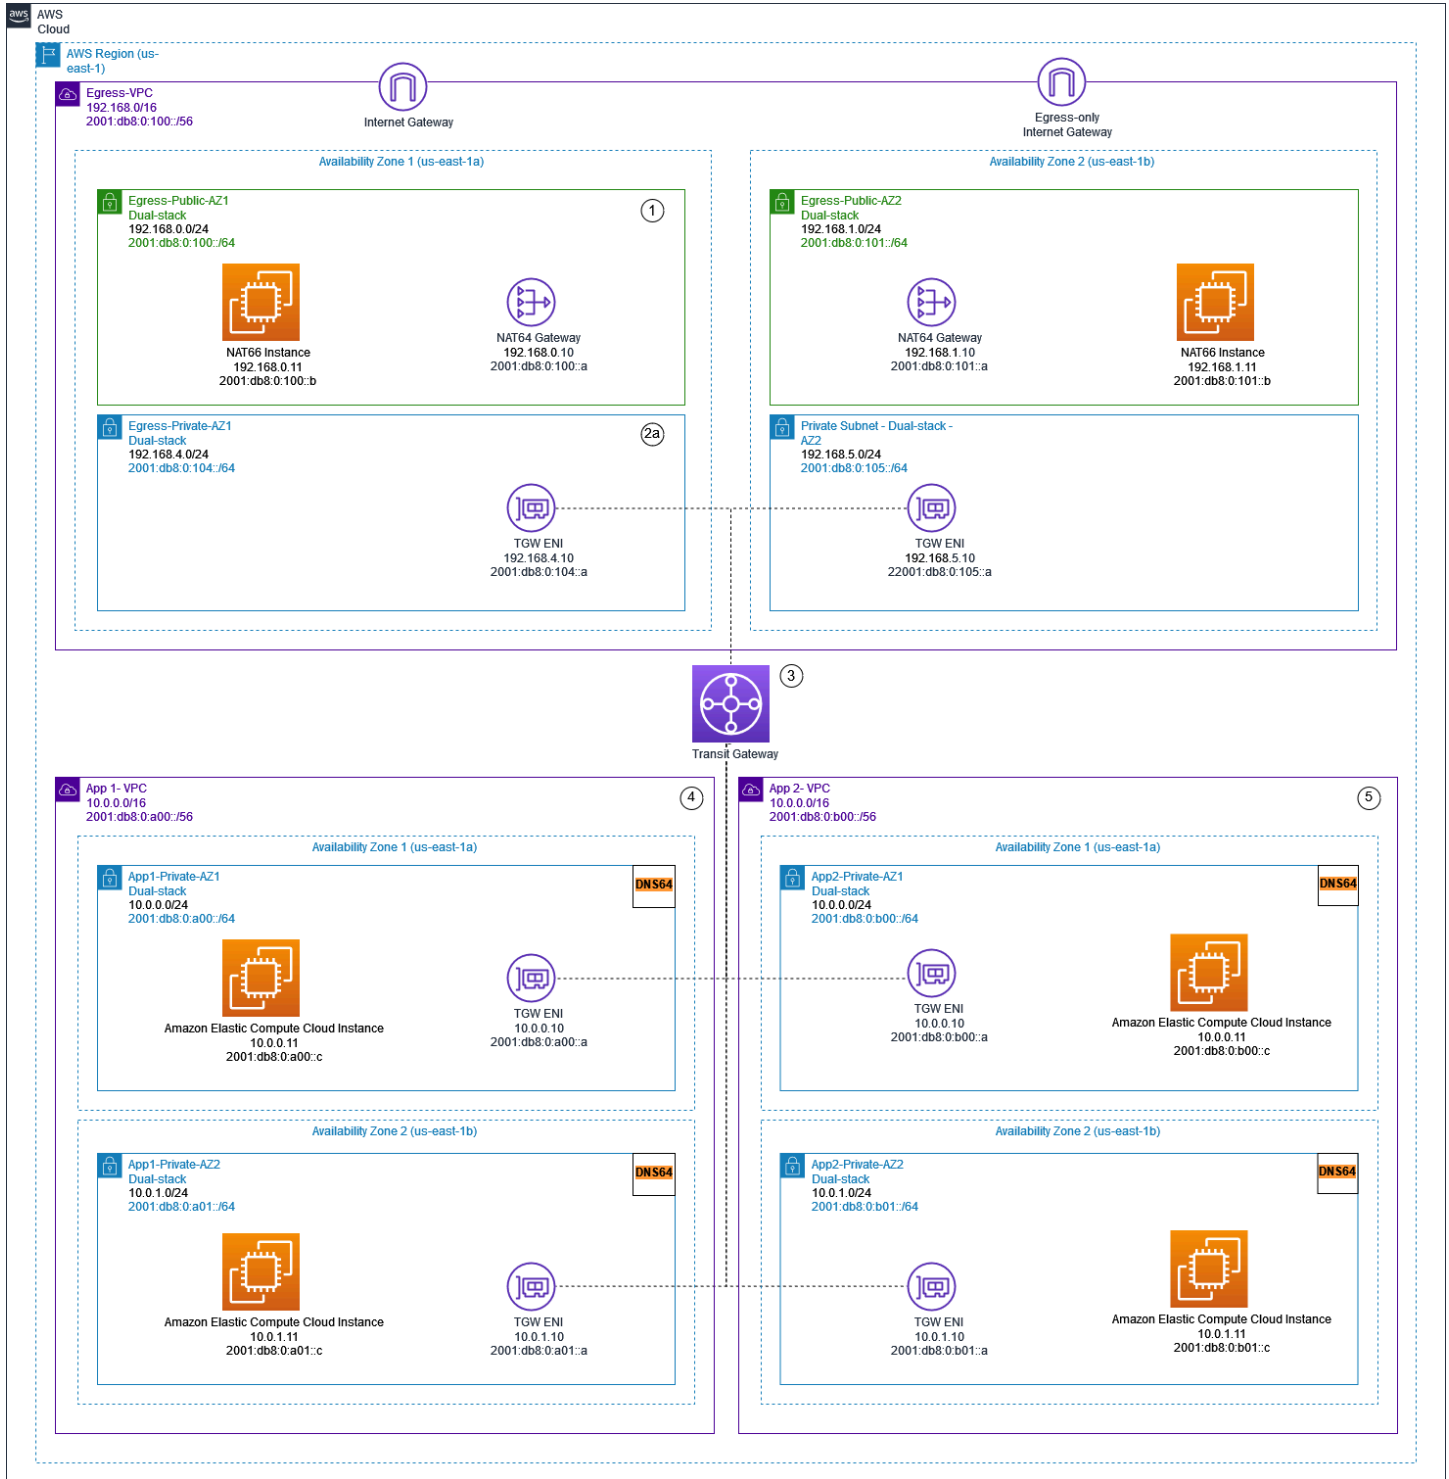 aws
AWS
Cloud
AWS Region (us-
east-1)
Egress-VPC
192.168.0/16
2001:db8:0:100::/56
Internet Gateway
Egress-only
Internet Gateway
Availability Zone 1 (us-east-1a)
Egress-Public-AZ1
Dual-stack
192.168.0.0/24
2001:db8:0:100::/64
1
NAT66 Instance
192.168.0.11
2001:db8:0:100::b
NAT64 Gateway
192.168.0.10
2001:db8:0:100::a
Egress-Private-AZ1
Dual-stack
192.168.4.0/24
2001:db8:0:104::/64
2a
TGW ENI
192.168.4.10
2001:db8:0:104::a
Availability Zone 2 (us-east-1b)
Egress-Public-AZ2
Dual-stack
192.168.1.0/24
2001:db8:0:101::/64
NAT64 Gateway
192.168.1.10
2001:db8:0:101::a
NAT66 Instance
192.168.1.11
2001:db8:0:101::b
Private Subnet - Dual-stack -
AZ2
192.168.5.0/24
2001:db8:0:105::/64
TGW ENI
192.168.5.10
22001:db8:0:105::a
3
Transit Gateway
App 1- VPC
10.0.0.0/16
2001:db8:0:a00::/56
4
Availability Zone 1 (us-east-1a)
App1-Private-AZ1
Dual-stack
10.0.0.0/24
2001:db8:0:a00::/64
DNS64
Amazon Elastic Compute Cloud Instance
10.0.0.11
2001:db8:0:a00::c
TGW ENI
10.0.0.10
2001:db8:0:a00::a
Availability Zone 2 (us-east-1b)
App1-Private-AZ2
Dual-stack
10.0.1.0/24
2001:db8:0:a01::/64
DNS64
Amazon Elastic Compute Cloud Instance
10.0.1.11
2001:db8:0:a01::c
TGW ENI
10.0.1.10
2001:db8:0:a01::a
App 2- VPC
10.0.0.0/16
2001:db8:0:b00::/56
5
Availability Zone 1 (us-east-1a)
App2-Private-AZ1
Dual-stack
10.0.0.0/24
2001:db8:0:b00::/64
DNS64
TGW ENI
10.0.0.10
2001:db8:0:b00::a
Amazon Elastic Compute Cloud Instance
10.0.0.11
2001:db8:0:b00::c
Availability Zone 2 (us-east-1b)
App2-Private-AZ2
Dual-stack
10.0.1.0/24
2001:db8:0:b01::/64
DNS64
TGW ENI
10.0.1.10
2001:db8:0:b01::a
Amazon Elastic Compute Cloud Instance
10.0.1.11
2001:db8:0:b01::c